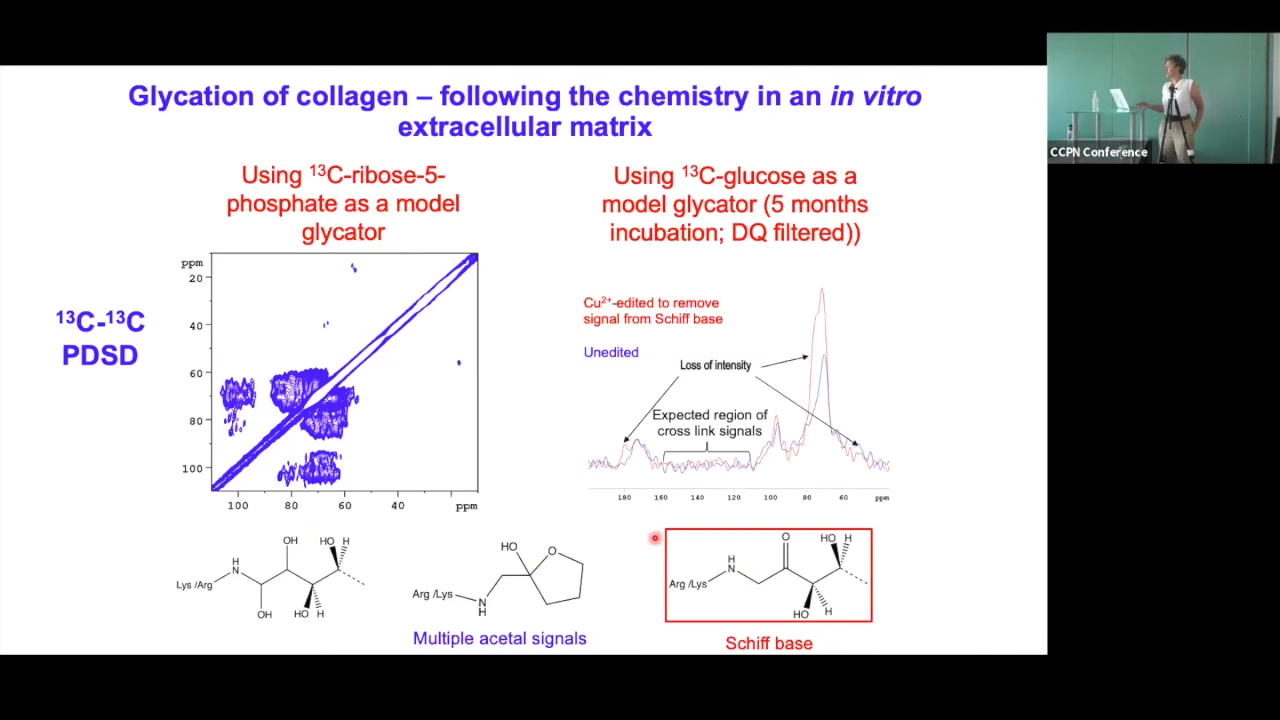 Glycation of collagen – following the chemistry in an in vitro
extracellular matrix
Using ¹³C-ribose-5-
phosphate as a model
glycator
Using ¹³C-glucose as a
model glycator (5 months
incubation; DQ filtered))
¹³C-¹³C
PDSD
ppm
20
40
60
80
100
100 80 60 40 ppm
Cu²⁺-edited to remove
signal from Schiff base
Unedited
Loss of intensity
Expected region of
cross link signals
180 160 140 120 100 80 60 ppm
Lys /Arg
H
N
OH
OH
HO H
HO H
Arg /Lys
N
H
HO
O
Multiple acetal signals
Arg /Lys
H
N
O
HO H
HO
H
Schiff base
CCPN Conference